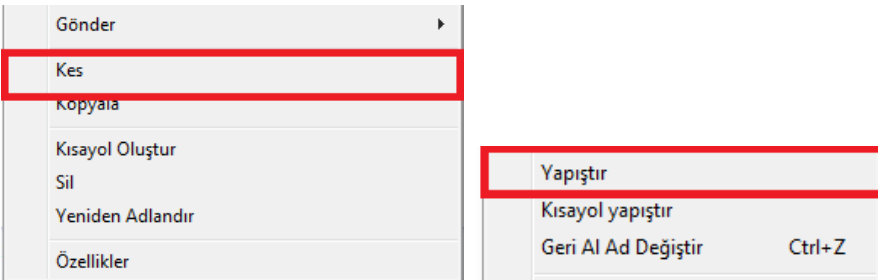 Gönder
Kes
Kopyala
Kısayol Oluştur
Sil
Yeniden Adlandır
Özellikler
Yapıştır
Kısayol yapıştır
Geri Al Ad Değiştir Ctrl+Z